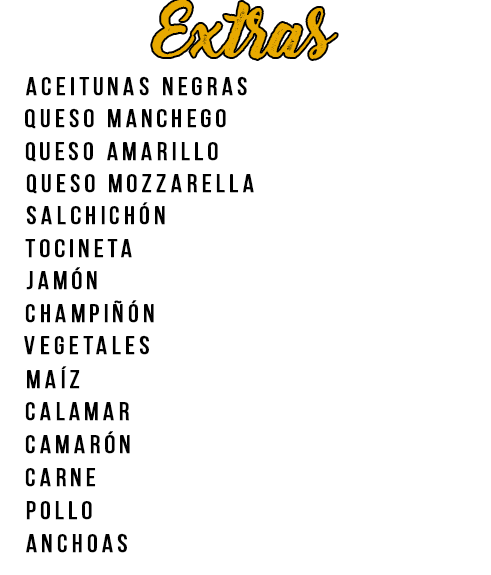 Extras
ACEITUNAS NEGRAS
QUESO MANCHEGO
QUESO AMARILLO
QUESO MOZZARELLA
SALCHICHÓN
TOCINETA
JAMÓN
CHAMPIÑÓN
VEGETALES
MAÍZ
CALAMAR
CAMARÓN
CARNE
POLLO
ANCHOAS